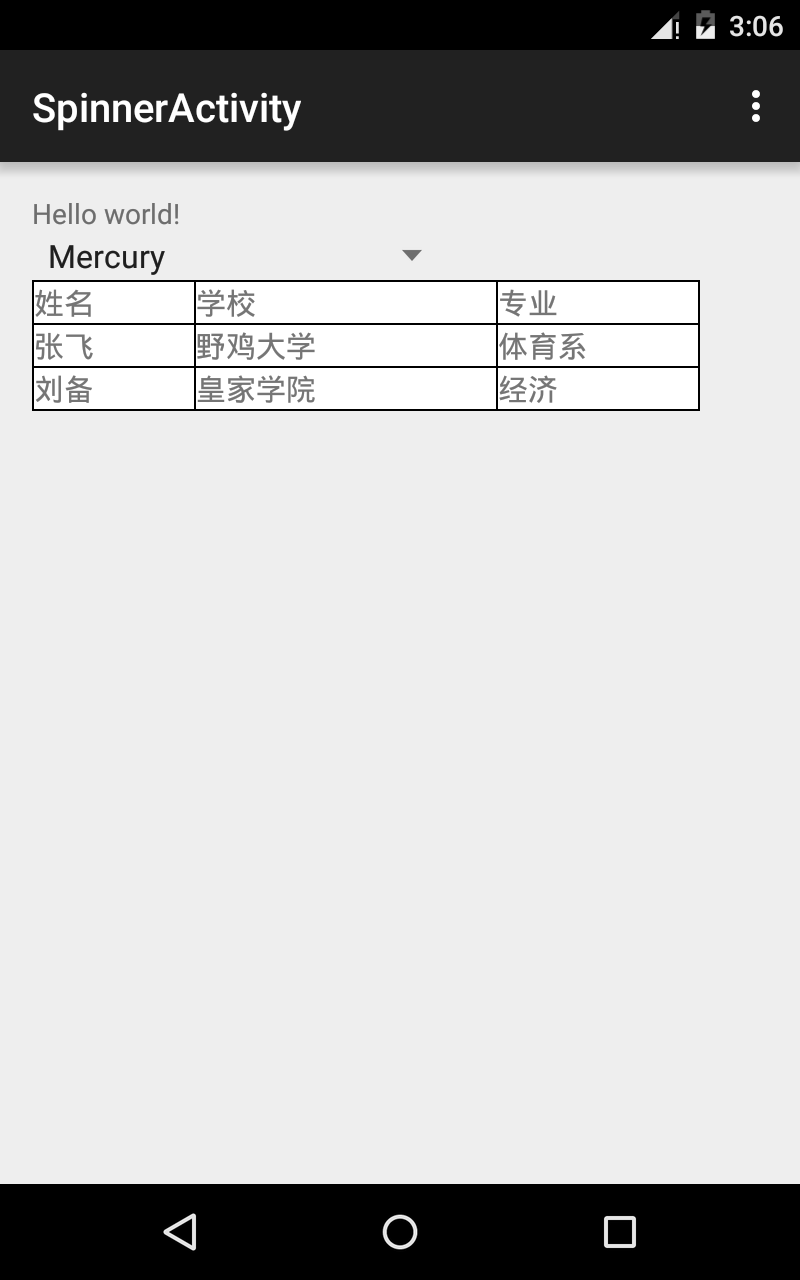 3:06
SpinnerActivity
Hello world!
Mercury
姓名 学校 专业
张飞 野鸡大学 体育系
刘备 皇家学院 经济